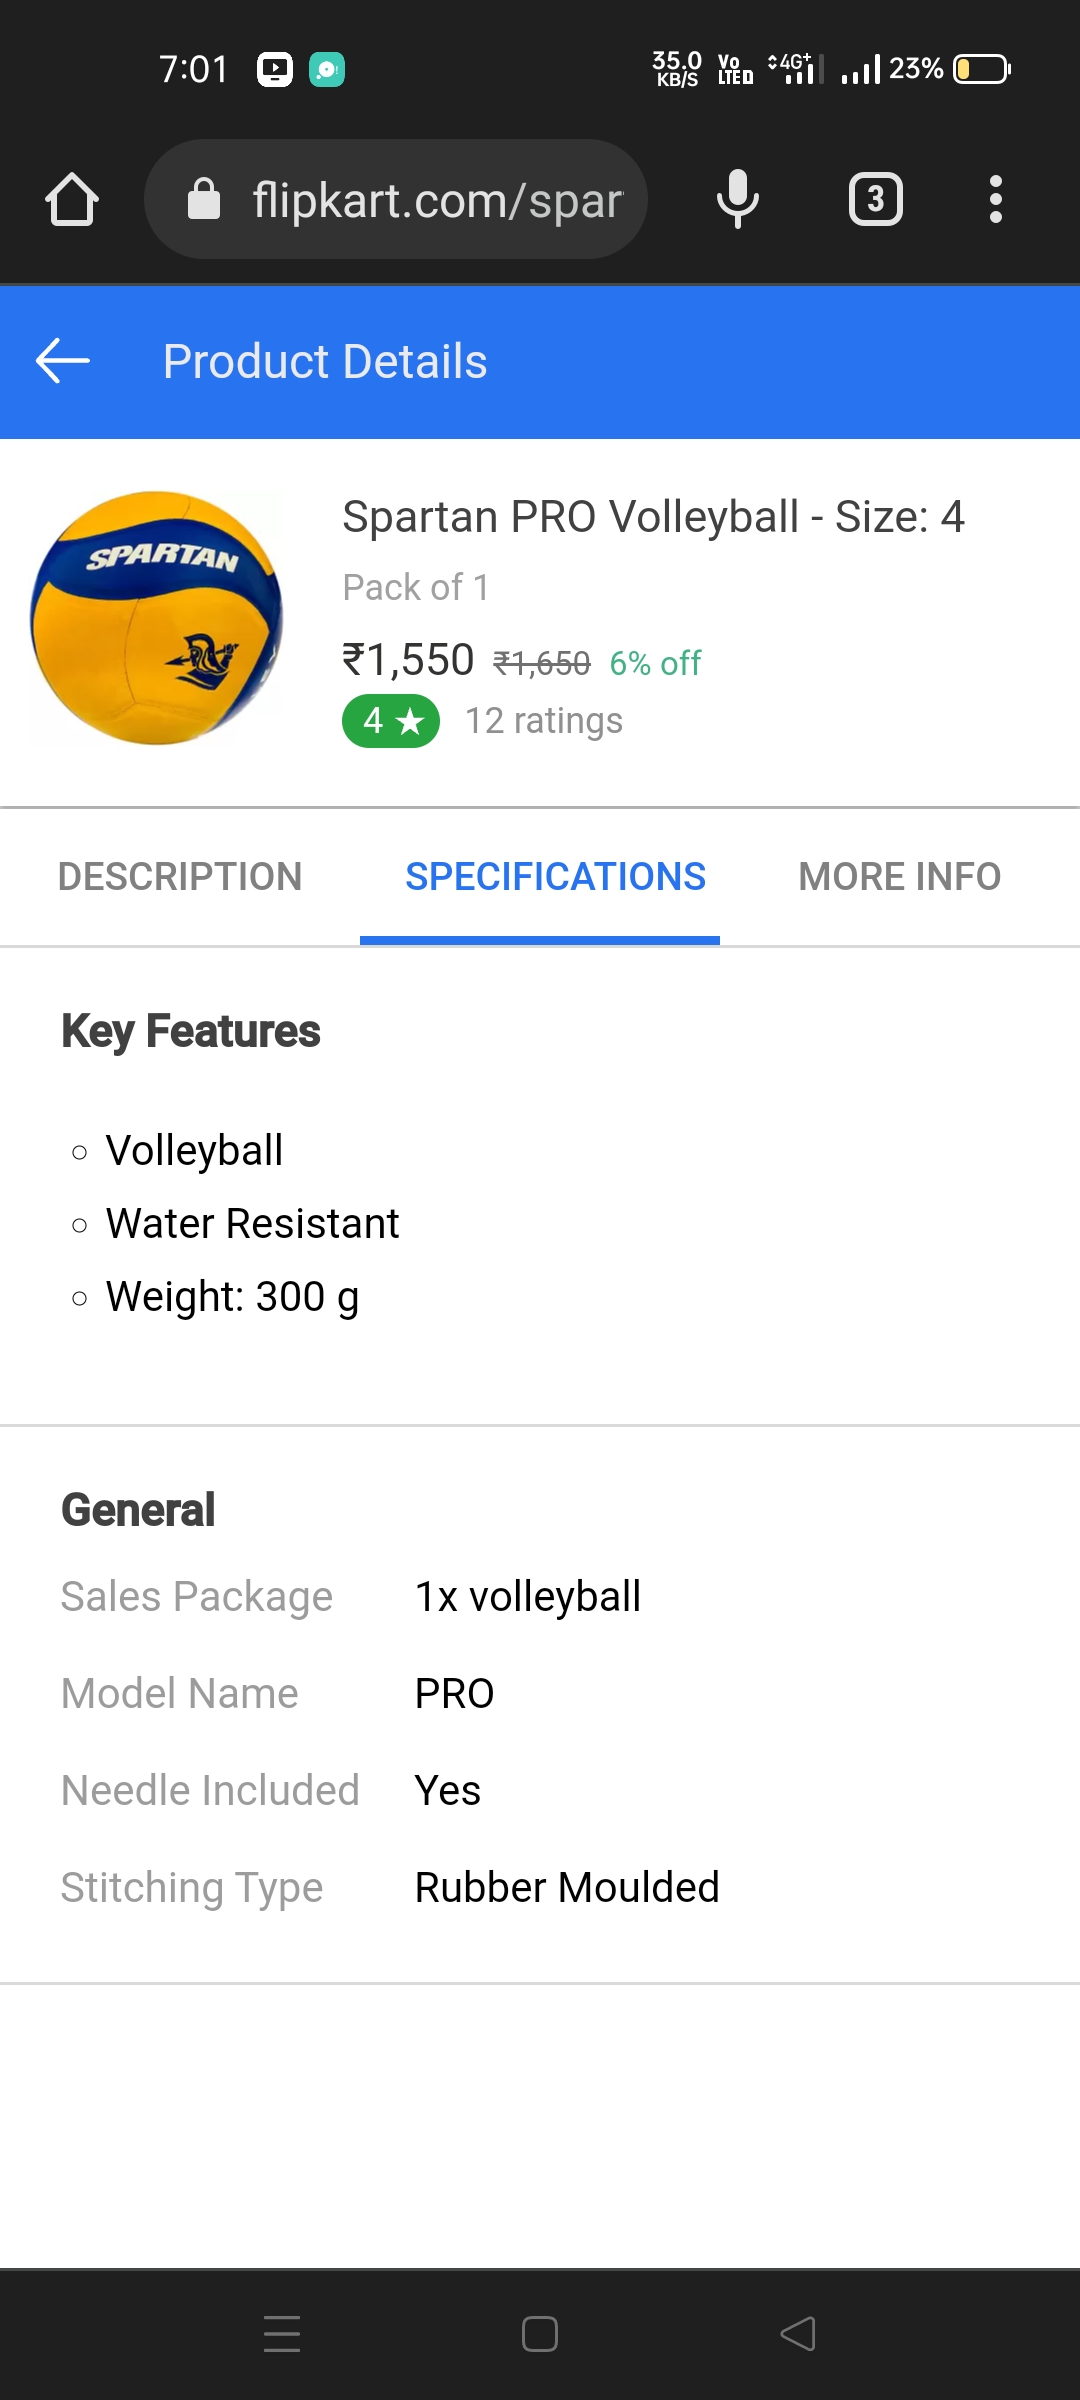 7:01
35.0
KB/S
Vo
LTE
4G+
23%
flipkart.com/spar
3
Product Details
SPARTAN
Spartan PRO Volleyball - Size: 4
Pack of 1
₹1,550 ₹1,650 6% off
4 ★ 12 ratings
DESCRIPTION SPECIFICATIONS MORE INFO
Key Features
Volleyball
Water Resistant
Weight: 300 g
General
Sales Package 1x volleyball
Model Name PRO
Needle Included Yes
Stitching Type Rubber Moulded